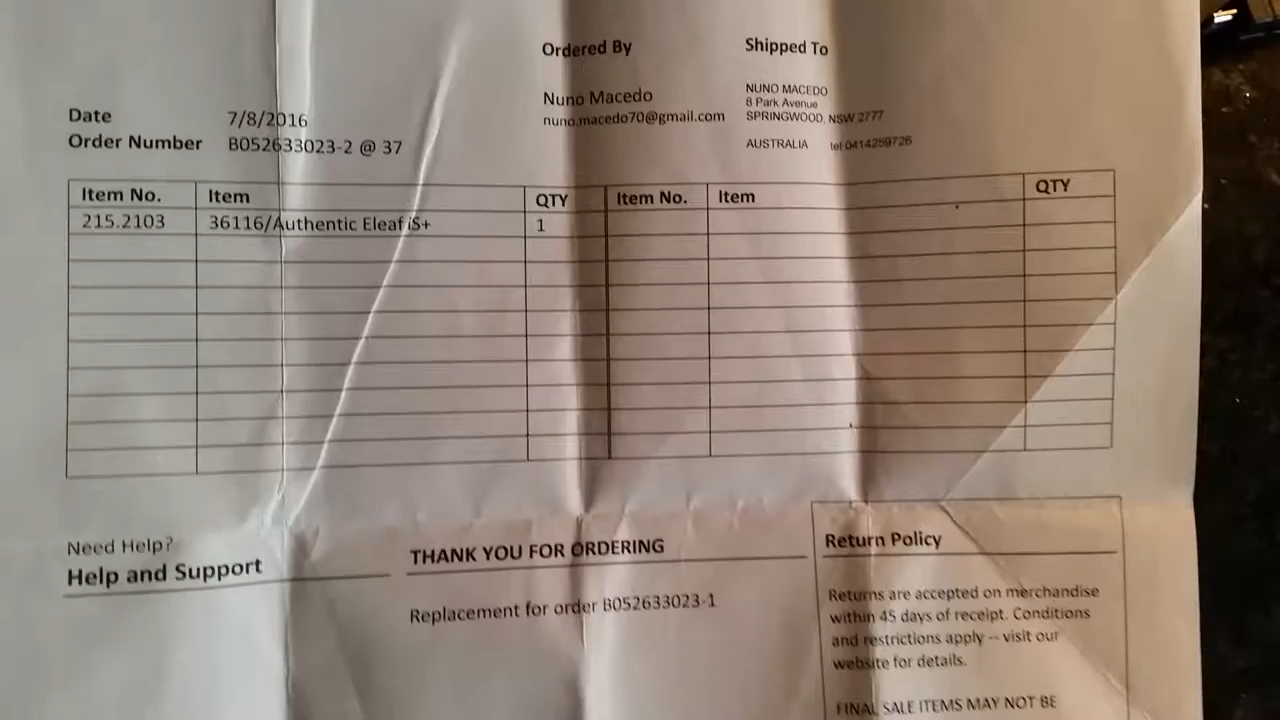 Ordered By
Shipped To
Nuno Macedo
nuno.macedo70@gmail.com
NUNO MACEDO
8 Park Avenue
SPRINGWOOD, NSW 2777
AUSTRALIA tel:0414259726
Date 7/8/2016
Order Number B052633023-2 @ 37
Item No. Item QTY Item No. Item QTY
215.2103 36116/Authentic Eleaf iS+ 1
Need Help?
Help and Support
THANK YOU FOR ORDERING
Replacement for order B052633023-1
Return Policy
Returns are accepted on merchandise
within 45 days of receipt. Conditions
and restrictions apply -- visit our
website for details.
FINAL SALE ITEMS MAY NOT BE